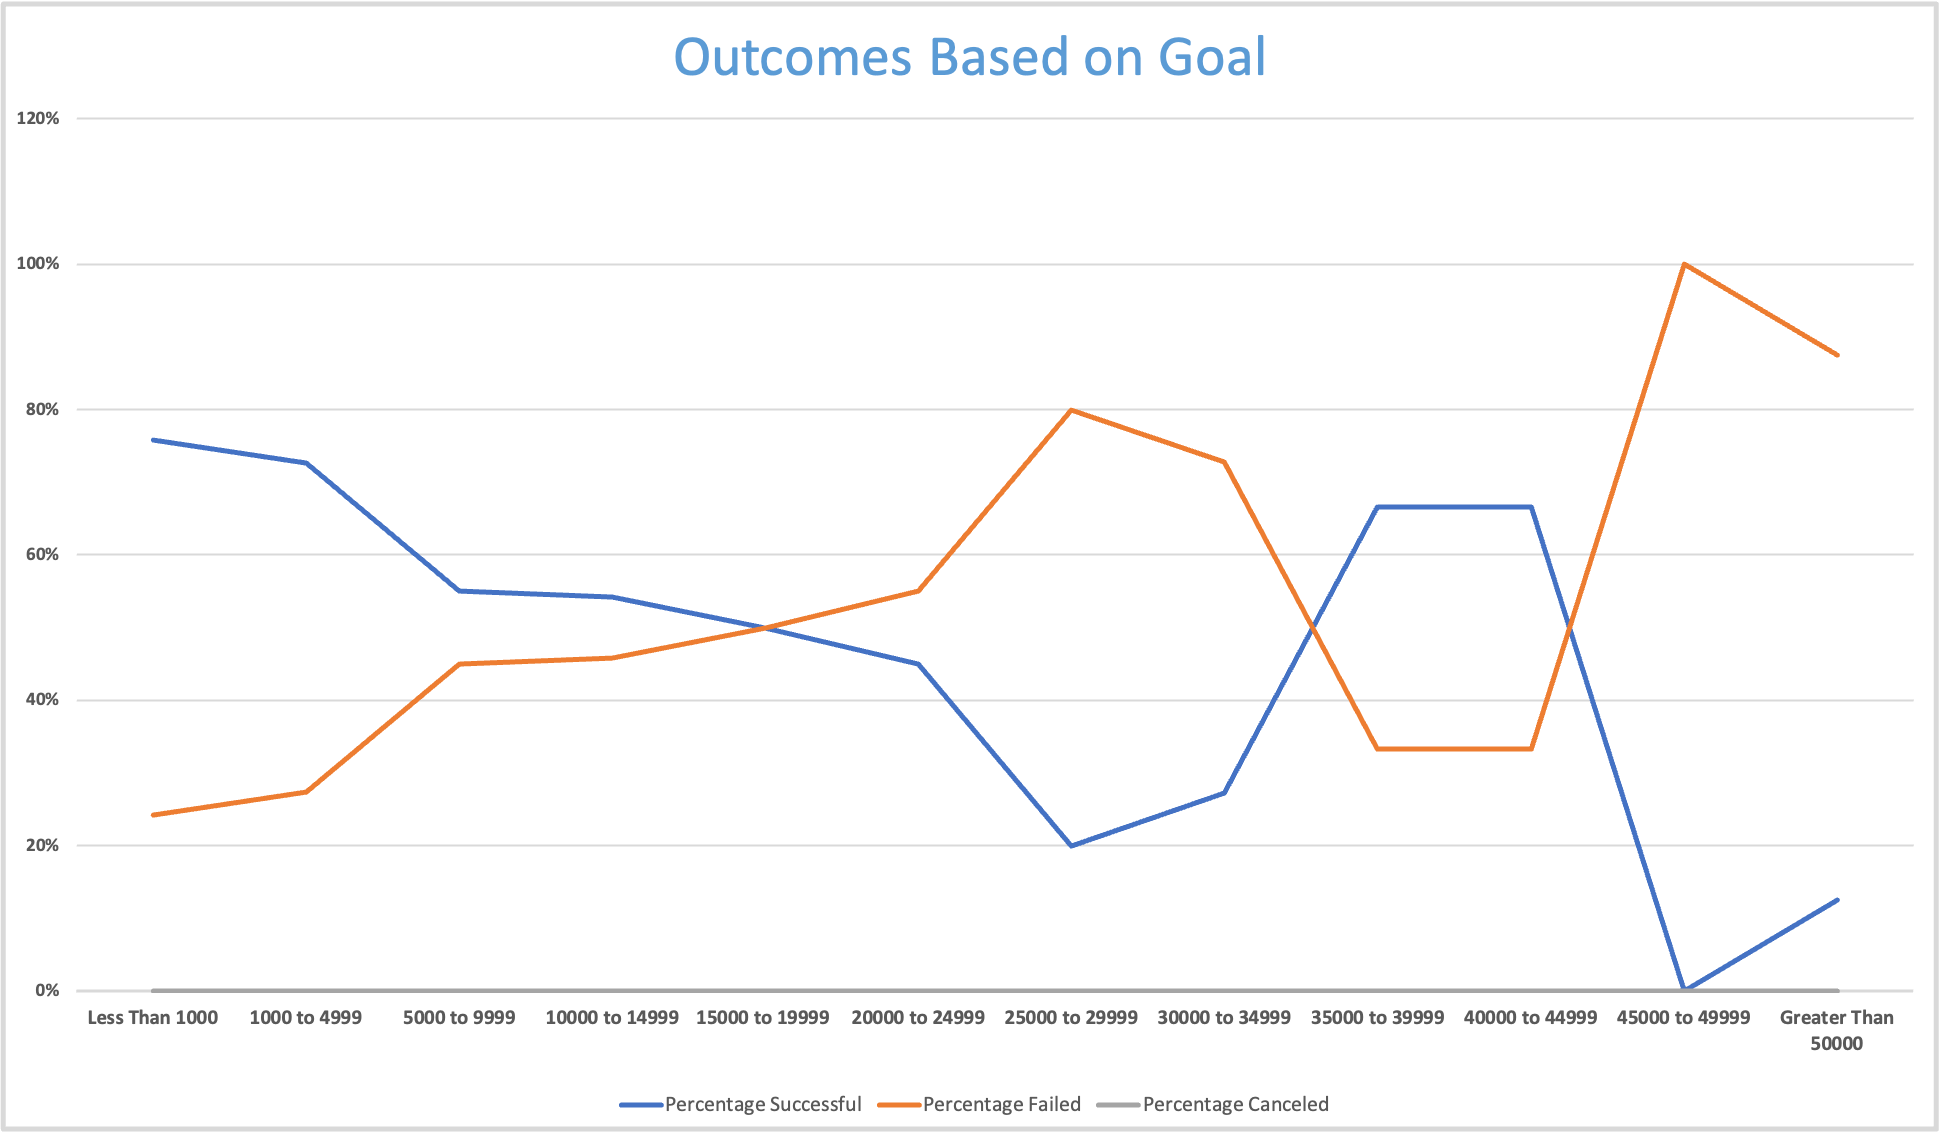 Outcomes Based on Goal
120%
100%
80%
60%
40%
20%
0%
Less Than 1000
1000 to 4999
5000 to 9999
10000 to 14999
15000 to 19999
20000 to 24999
25000 to 29999
30000 to 34999
35000 to 39999
40000 to 44999
45000 to 49999
Greater Than
50000
Percentage Successful
Percentage Failed
Percentage Canceled